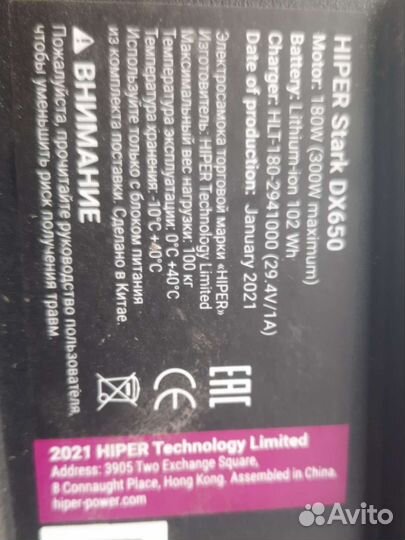 HIPER Stark DX650
Motor: 180W (300W maximum)
Battery: Lithium-ion 102 Wh
Charger: HLT-180-2941000 (29.4V/1A)
Date of production: January 2021
Электросамока торговой марки «HIPER»
Изготовитель: HIPER Technology Limited
Максимальный вес нагрузки: 100 кг
Температура эксплуатации: 0°C +40°C
Температура хранения: -10°C +40°C
Используйте только с блоком питания
из комплекта поставки. Сделано в Китае.
ВНИМАНИЕ
Пожалуйста, прочитайте руководство пользователя,
чтобы уменьшить риск получения травм.
EAC
CE
2021 HIPER Technology Limited
Address: 3905 Two Exchange Square,
8 Connaught Place, Hong Kong. Assembled in China.
hiper-power.com
Avito